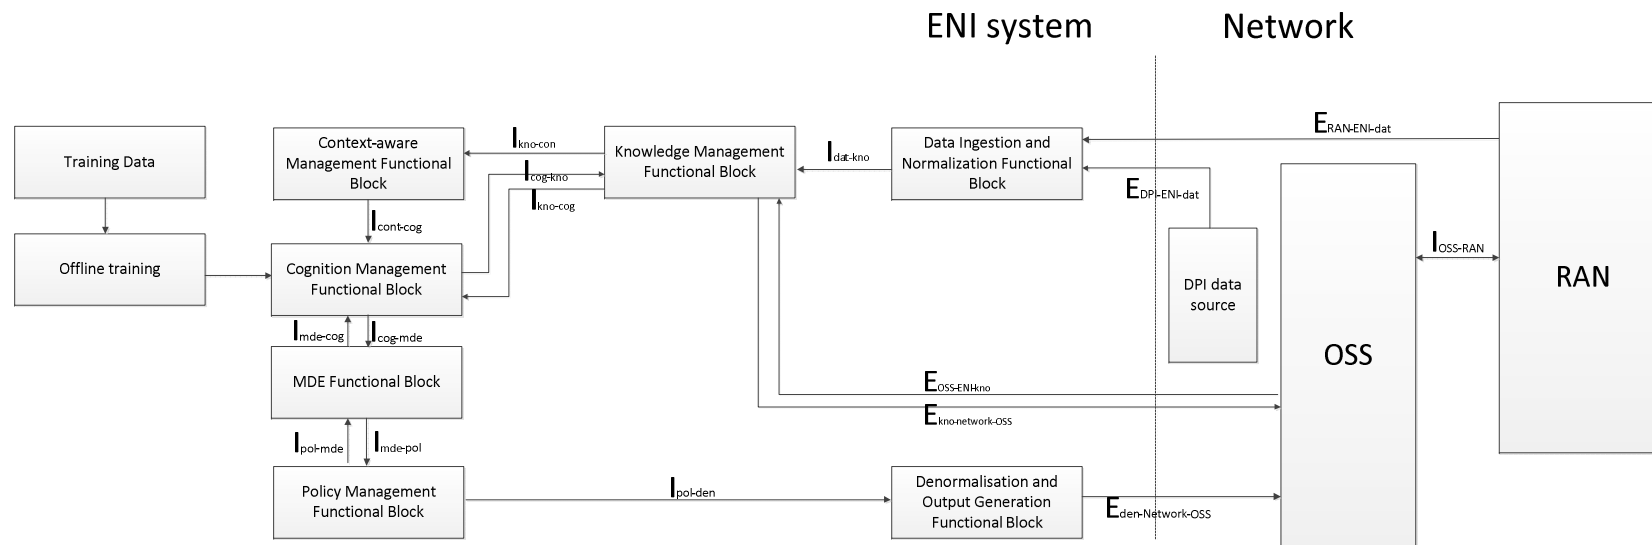 ENI system
Network
Training Data
Offline training
Context-aware
Management Functional
Block
Ikno-con
Icog-kno
Ikno-cog
Icont-cog
Knowledge Management
Functional Block
Idat-kno
Data Ingestion and
Normalization Functional
Block
ERAN-ENI-dat
EDPI-ENI-dat
DPI data
source
OSS
IOSS-RAN
RAN
Cognition Management
Functional Block
Imde-cog
Icog-mde
MDE Functional Block
Ipol-mde
Imde-pol
EOSS-ENI-kno
Ekno-network-OSS
Policy Management
Functional Block
Ipol-den
Denormalisation and
Output Generation
Functional Block
Eden-Network-OSS